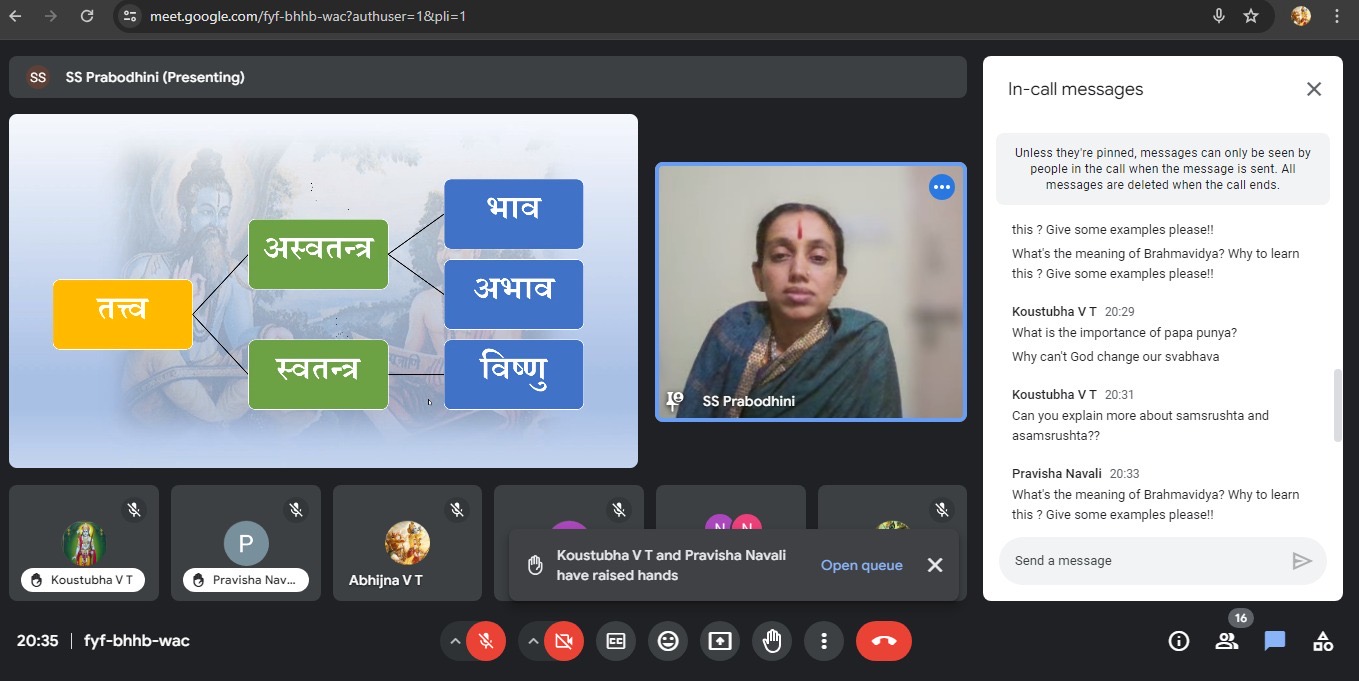 meet.google.com/fyf-bhhb-wac?authuser=1&pli=1
SS
SS Prabodhini (Presenting)
तत्त्व
अस्वतन्त्र
स्वतन्त्र
भाव
अभाव
विष्णु
SS Prabodhini
In-call messages
Unless they're pinned, messages can only be seen by
people in the call when the message is sent. All
messages are deleted when the call ends.
this ? Give some examples please!!
What's the meaning of Brahmavidya? Why to learn
this ? Give some examples please!!
Koustubha V T 20:29
What is the importance of papa punya?
Why can't God change our svabhava
Koustubha V T 20:31
Can you explain more about samsrushta and
asamsrushta??
Pravisha Navali 20:33
What's the meaning of Brahmavidya? Why to learn
this ? Give some examples please!!
Send a message
Koustubha V T
P
Pravisha Nav...
Abhijna V T
N
N
Koustubha V T and Pravisha Navali
have raised hands
Open queue
20:35 | fyf-bhhb-wac
CC
16